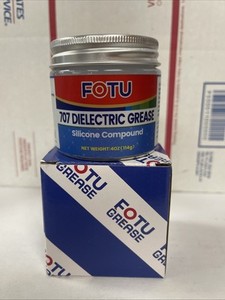 FOTU
707 DIELECTRIC GREASE
Silicone Compound
NET WEIGHT: 4OZ(114g)
FOTU
GREASE
FOTU
GREASE